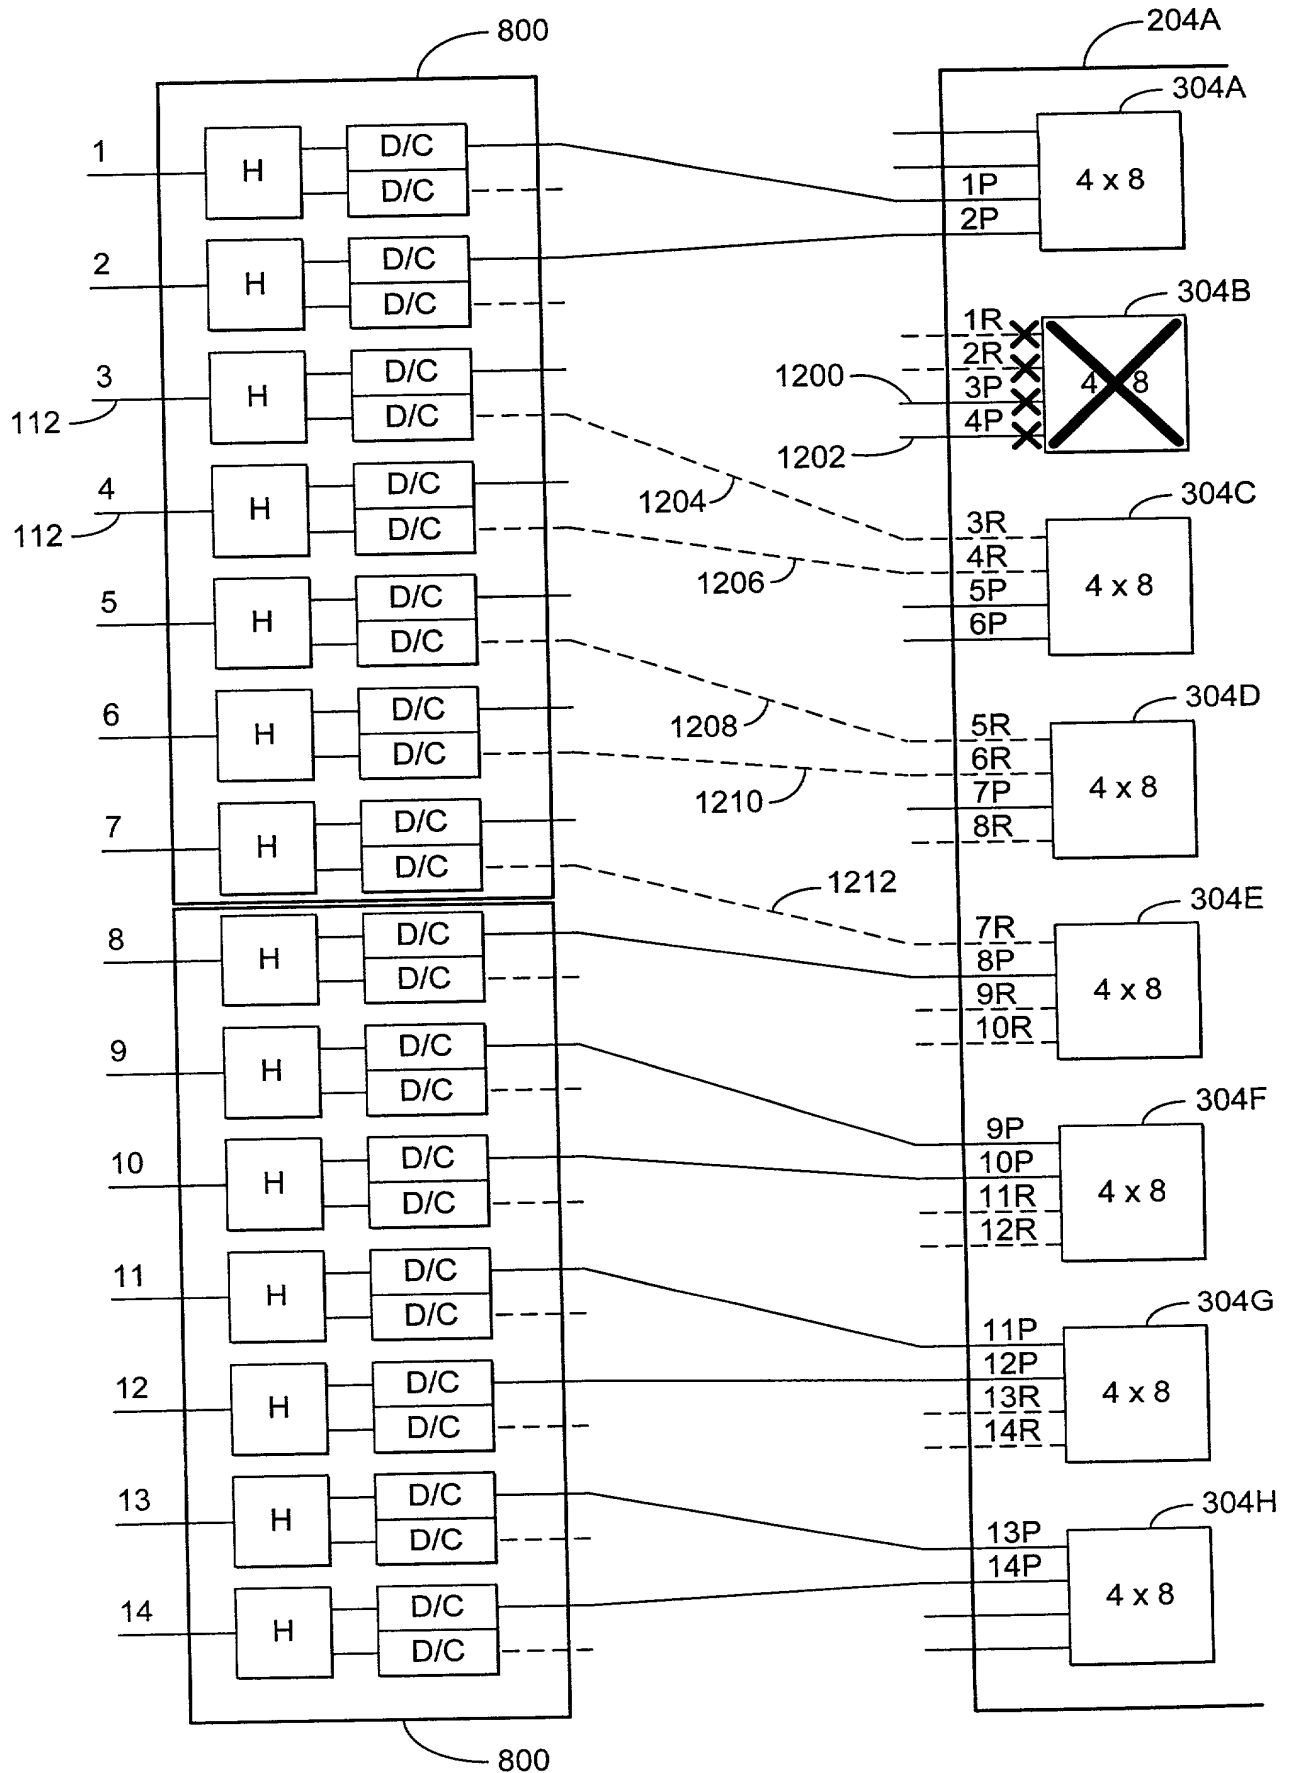 800
204A
304A
1
H
D/C
D/C
1P
2P
4 x 8
2
H
D/C
D/C
304B
1R
2R
3P
4P
4 8
1200
1202
3
112
H
D/C
D/C
4
112
H
D/C
D/C
1204
1206
304C
3R
4R
5P
6P
4 x 8
5
H
D/C
D/C
6
H
D/C
D/C
1208
1210
304D
5R
6R
7P
8R
4 x 8
7
H
D/C
D/C
1212
304E
7R
8P
9R
10R
4 x 8
8
H
D/C
D/C
9
H
D/C
D/C
304F
9P
10P
11R
12R
4 x 8
10
H
D/C
D/C
11
H
D/C
D/C
304G
11P
12P
13R
14R
4 x 8
12
H
D/C
D/C
13
H
D/C
D/C
304H
13P
14P
4 x 8
14
H
D/C
D/C
800